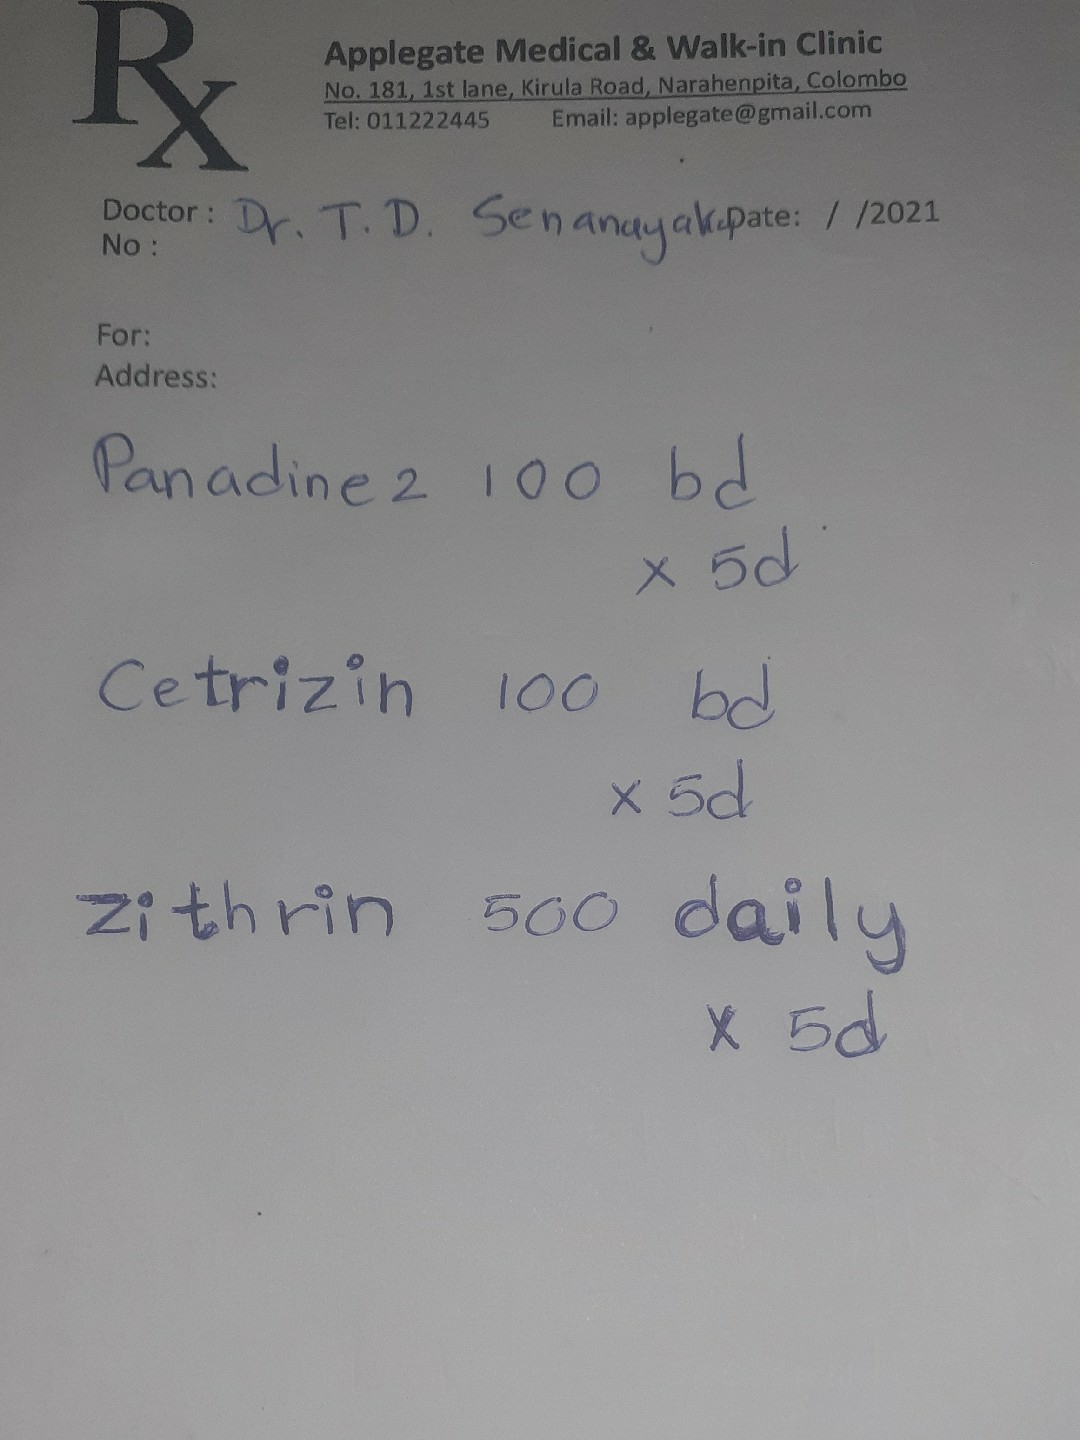 Rx
Applegate Medical & Walk-in Clinic
No. 181, 1st lane, Kirula Road, Narahenpita, Colombo
Tel: 011222445 Email: applegate@gmail.com
Doctor : Dr. T. D. Senanayake Date: / /2021
No :
For:
Address:
Panadine 2 100 bd
x 5d
Cetrizin 100 bd
x 5d
Zithrin 500 daily
x 5d